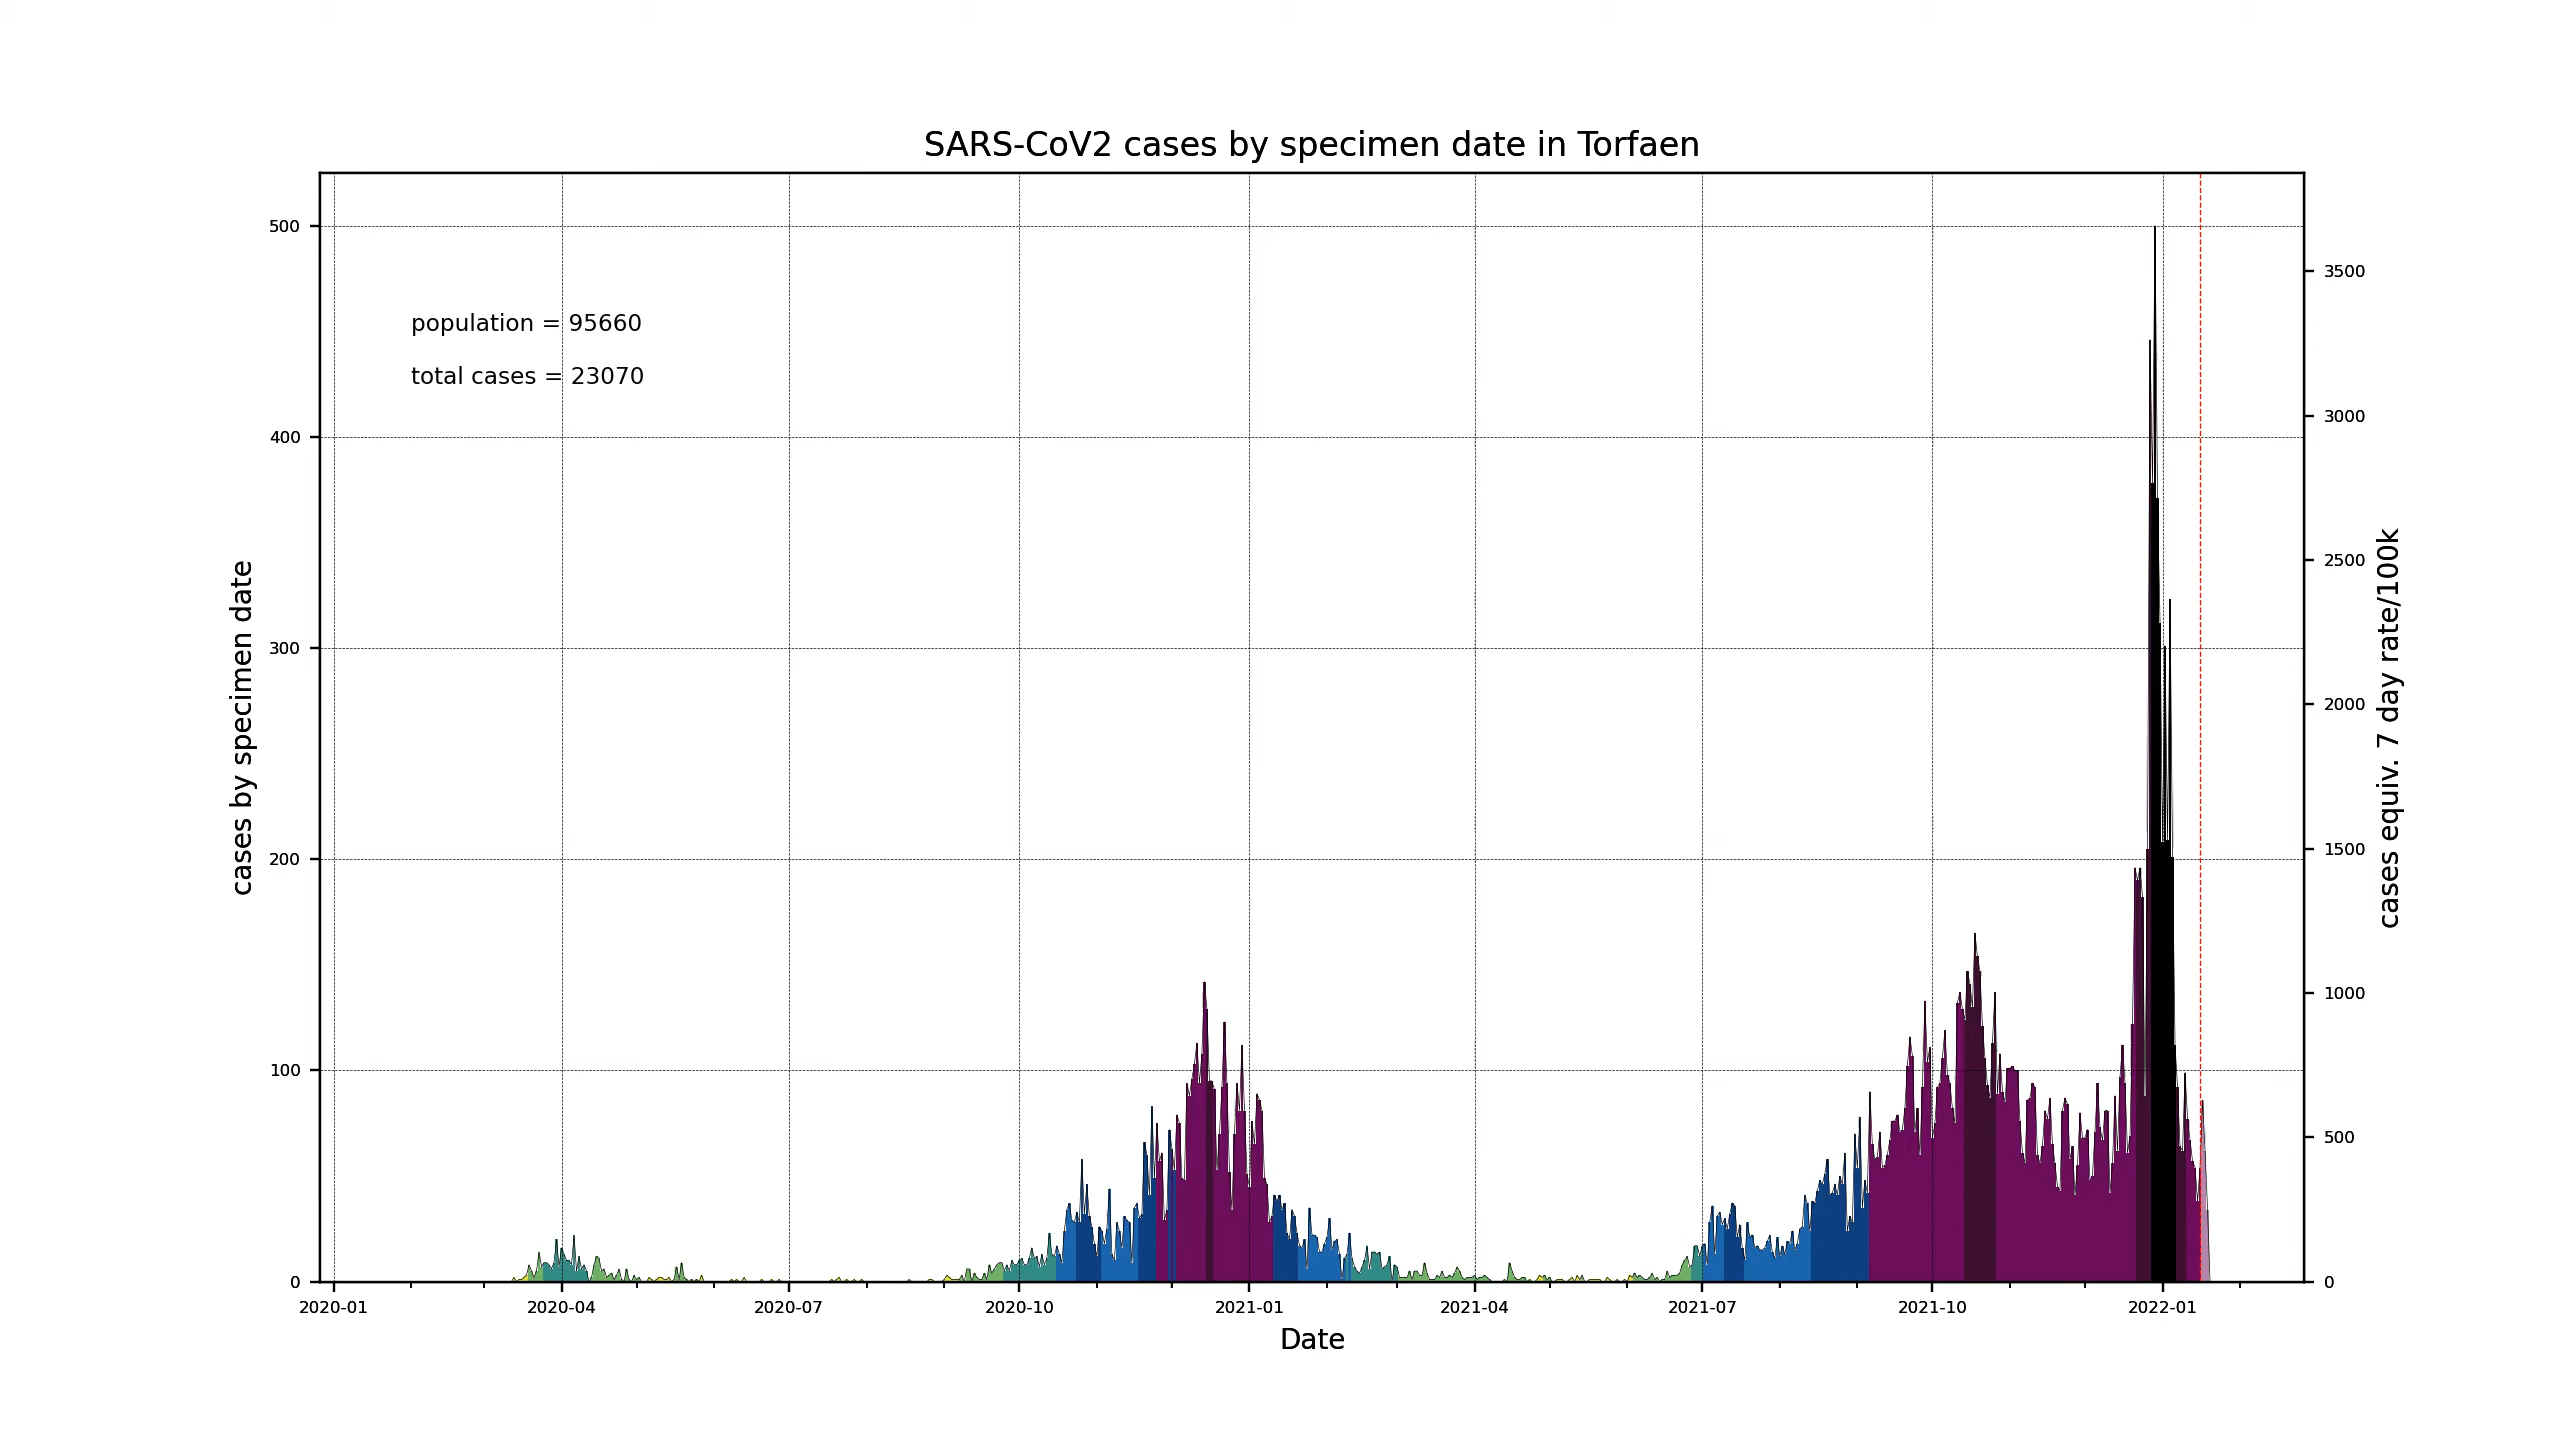 SARS-CoV2 cases by specimen date in Torfaen
population = 95660
total cases = 23070
cases by specimen date
500
400
300
200
100
0
3500
3000
2500
2000
1500
1000
500
0
cases equiv. 7 day rate/100k
2020-01 2020-04 2020-07 2020-10 2021-01 2021-04 2021-07 2021-10 2022-01
Date